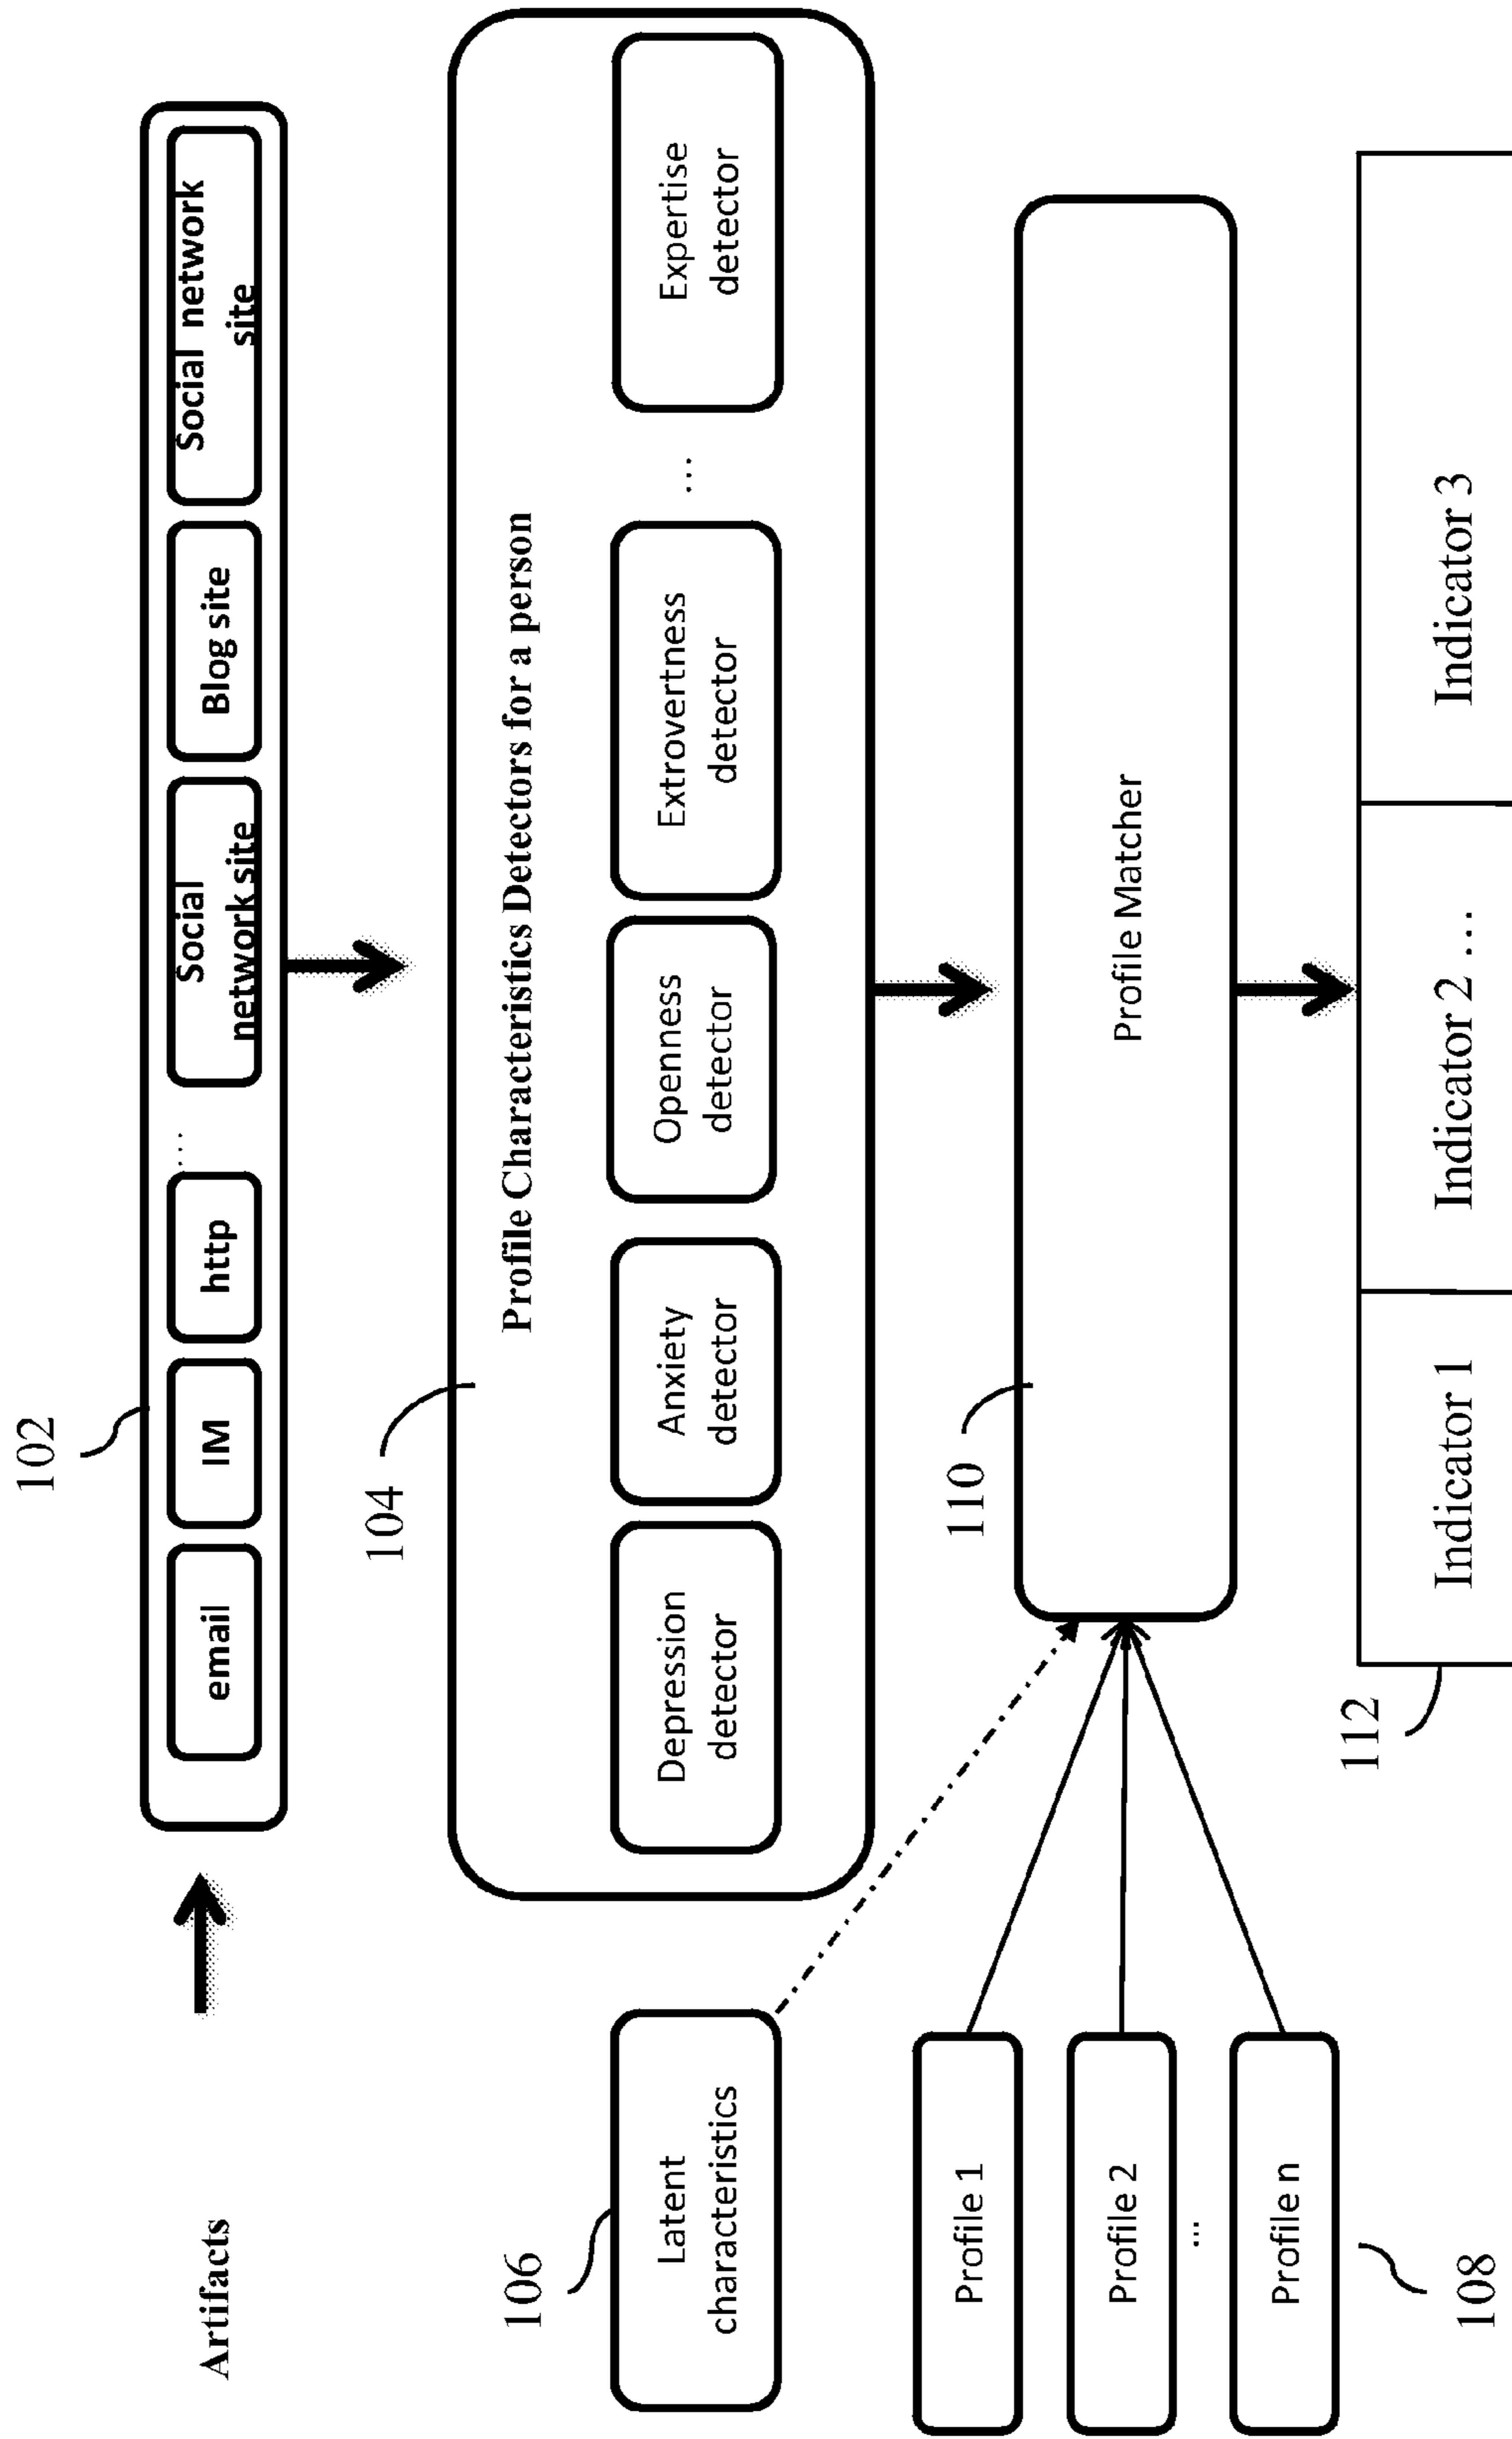 102
Artifacts
email
IM
http
...
Social
network site
Blog site
Social network
site
104
Profile Characteristics Detectors for a person
106
Latent
characteristics
Depression
detector
Anxiety
detector
Openness
detector
Extrovertness
detector
...
Expertise
detector
110
Profile 1
Profile 2
...
Profile n
108
Profile Matcher
112
Indicator 1
Indicator 2 ...
Indicator 3